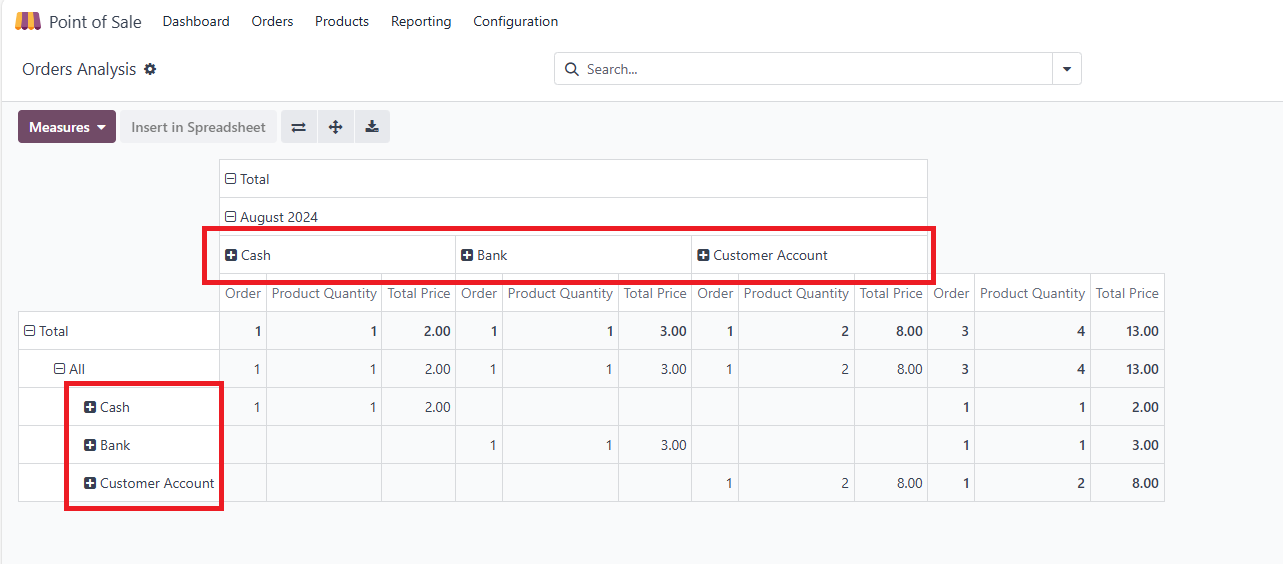 Point of Sale Dashboard Orders Products Reporting Configuration
Orders Analysis Search...
Measures Insert in Spreadsheet
Total
August 2024
Cash Bank Customer Account
Order Product Quantity Total Price Order Product Quantity Total Price Order Product Quantity Total Price Order Product Quantity Total Price
Total 1 1 2.00 1 1 3.00 1 2 8.00 3 4 13.00
All 1 1 2.00 1 1 3.00 1 2 8.00 3 4 13.00
Cash 1 1 2.00 1 1 2.00
Bank 1 1 3.00 1 1 3.00
Customer Account 1 2 8.00 1 2 8.00